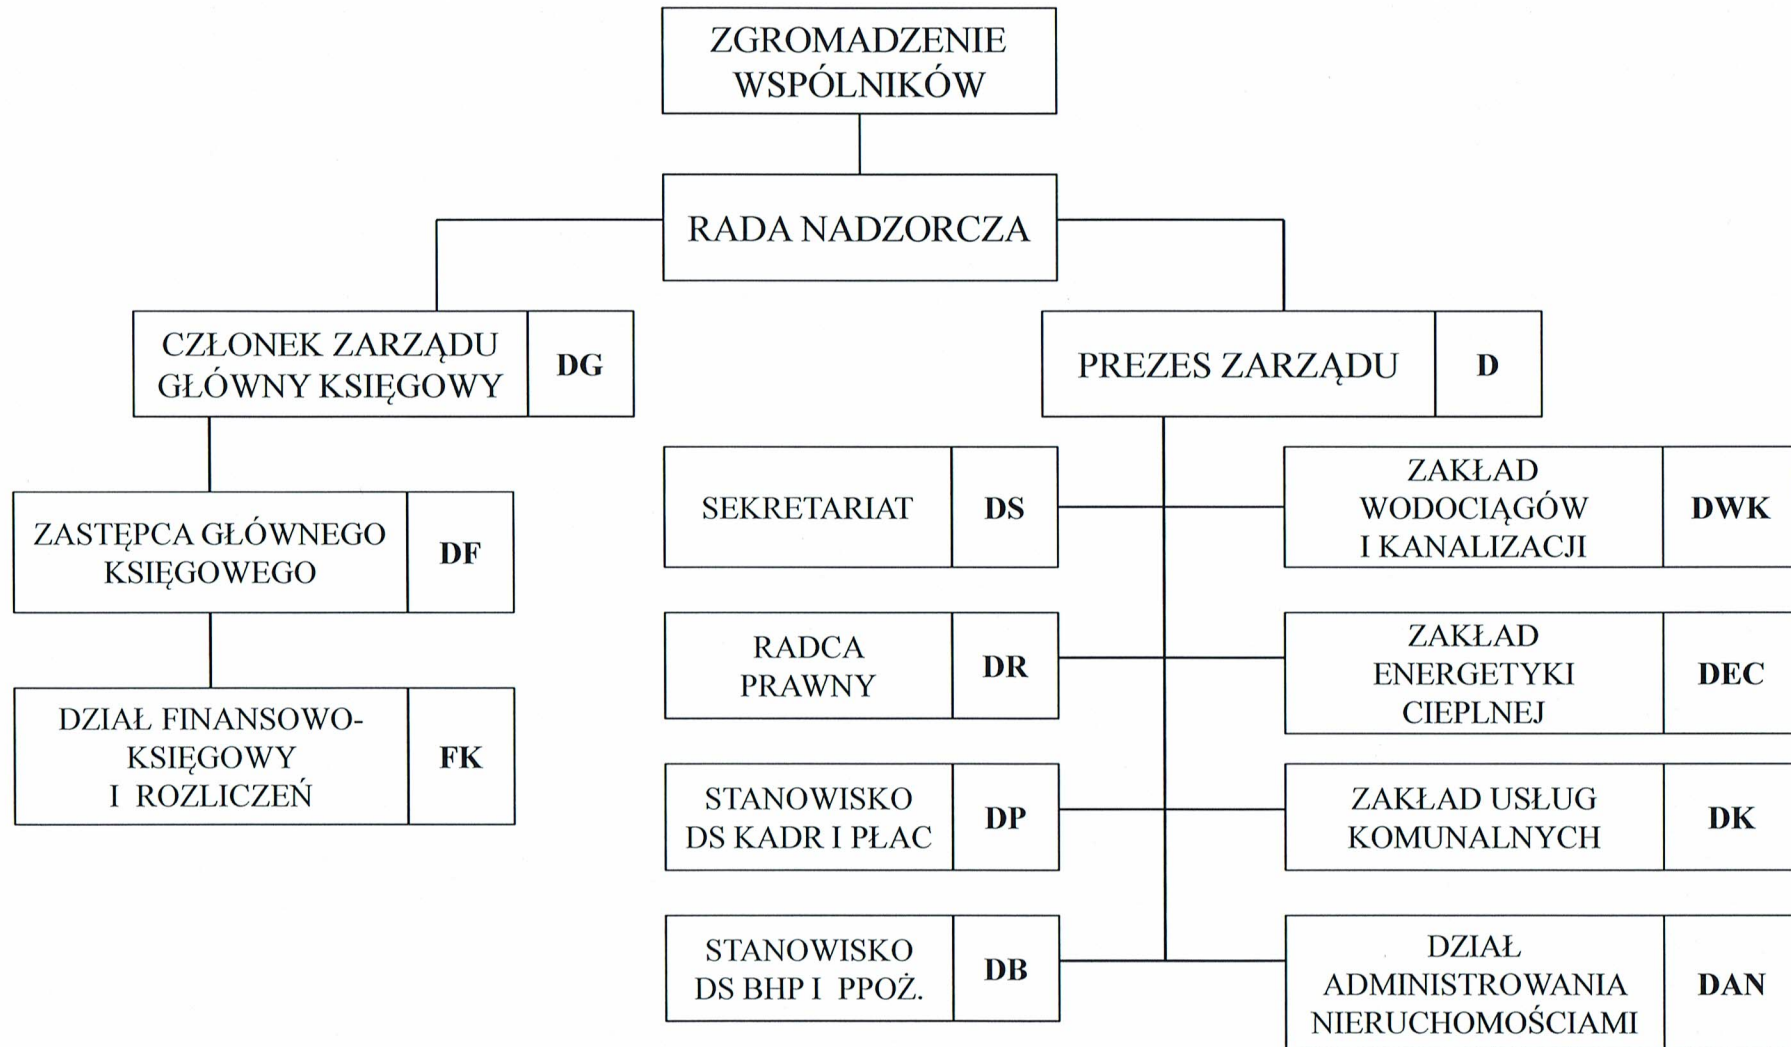 ZGROMADZENIE
WSPÓLNIKÓW
RADA NADZORCZA
CZŁONEK ZARZĄDU
GŁÓWNY KSIĘGOWY
DG
PREZES ZARZĄDU
D
ZASTĘPCA GŁÓWNEGO
KSIĘGOWEGO
DF
DZIAŁ FINANSOWO-
KSIĘGOWY
I ROZLICZEŃ
FK
SEKRETARIAT
DS
ZAKŁAD
WODOCIĄGÓW
I KANALIZACJI
DWK
RADCA
PRAWNY
DR
ZAKŁAD
ENERGETYKI
CIEPLNEJ
DEC
STANOWISKO
DS KADR I PŁAC
DP
ZAKŁAD USŁUG
KOMUNALNYCH
DK
STANOWISKO
DS BHP I PPOŻ.
DB
DZIAŁ
ADMINISTROWANIA
NIERUCHOMOŚCIAMI
DAN